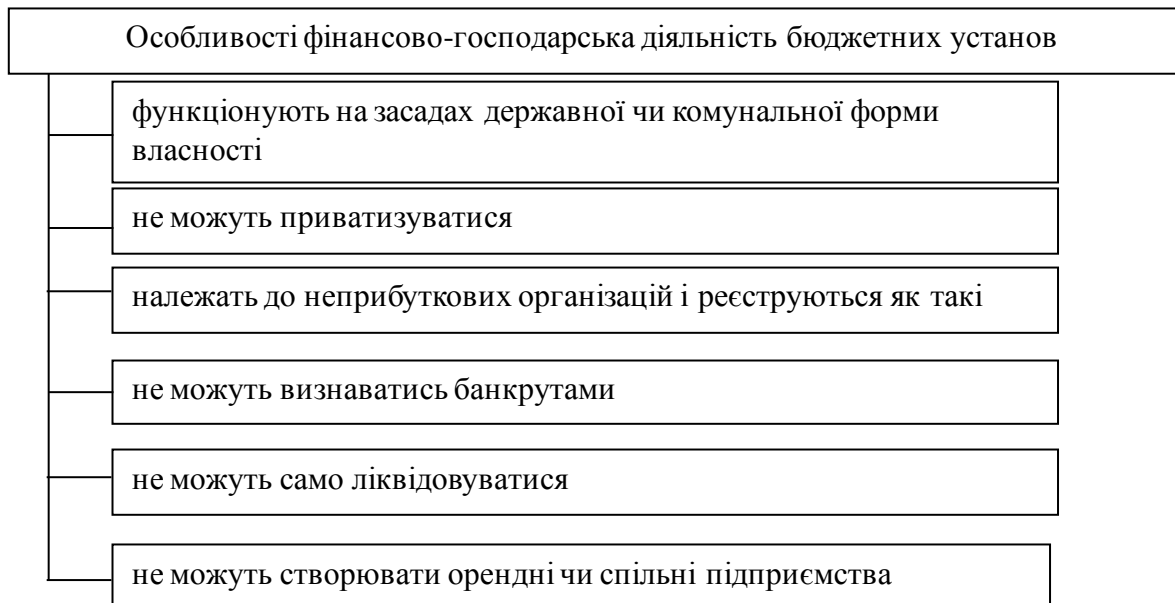 Особливості фінансово-господарська діяльність бюджетних установ
функціонують на засадах державної чи комунальної форми
власності
не можуть приватизуватися
належать до неприбуткових організацій і реєструються як такі
не можуть визнаватись банкрутами
не можуть само ліквідовуватися
не можуть створювати орендні чи спільні підприємства